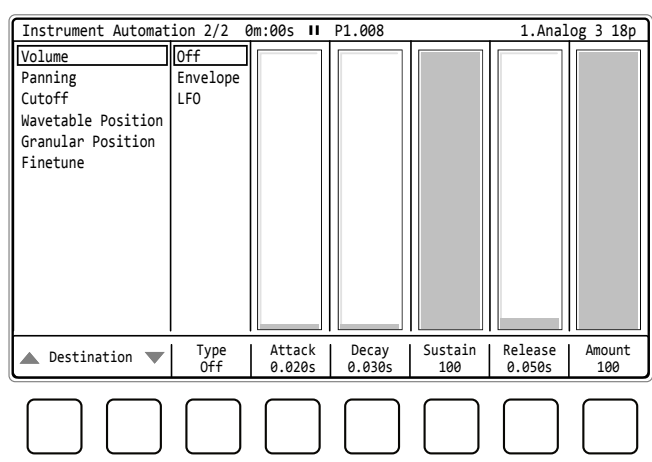 Instrument Automation 2/2 0m:00s P1.008 1.Analog 3 18p
Volume Off
Panning Envelope
Cutoff LFO
Wavetable Position
Granular Position
Finetune
Destination
Type
Off
Attack
0.020s
Decay
0.030s
Sustain
100
Release
0.050s
Amount
100